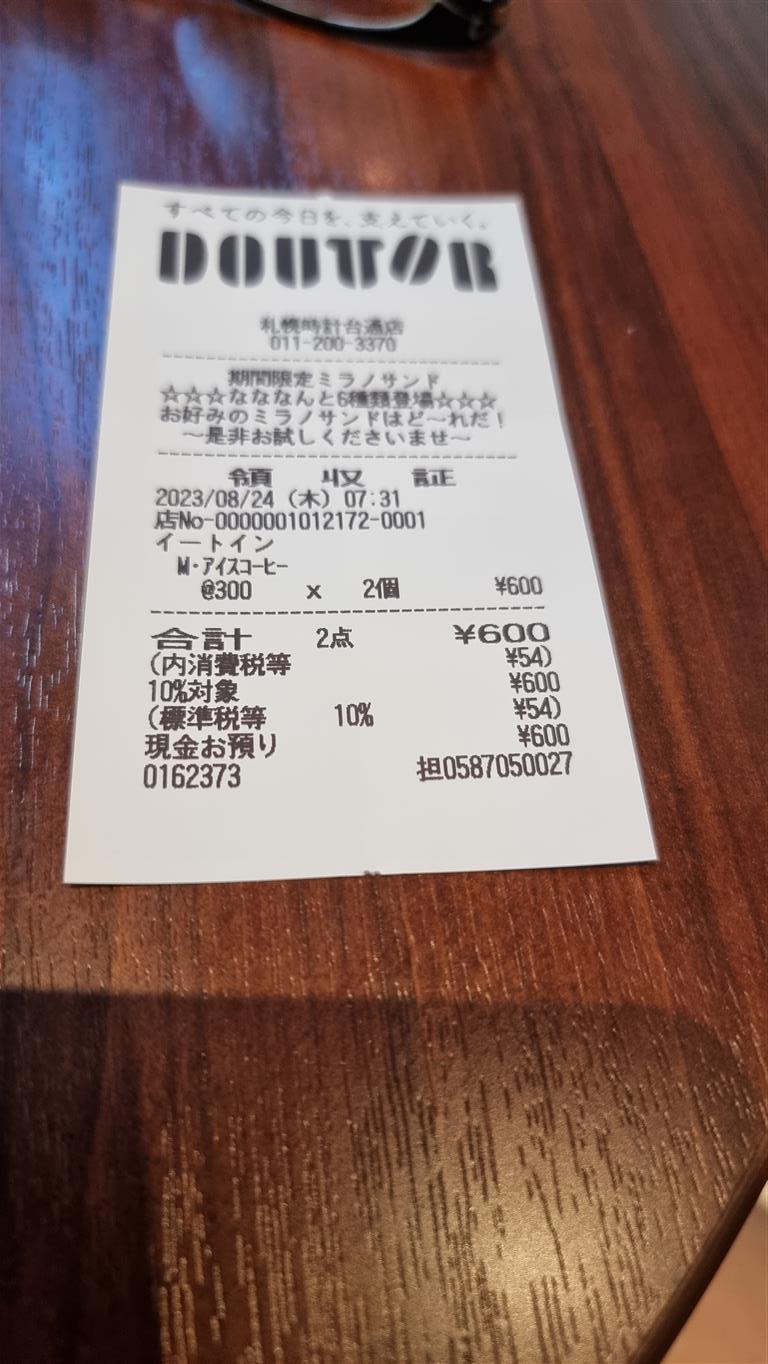 すべての今日を、支えていく。
DOUTOR
札幌時計台通店
011-200-3370
期間限定ミラノサンド
☆☆☆なななんと6種類登場☆☆☆
お好みのミラノサンドはど～れだ！
～是非お試しくださいませ～
領 収 証
2023/08/24 (木) 07:31
店No-0000001012172-0001
イートイン
M・アイスコーヒー
@300 x 2個 ¥600
合計 2点 ¥600
(内消費税等 ¥54)
10%対象 ¥600
(標準税等 10% ¥54)
現金お預り ¥600
0162373 担0587050027